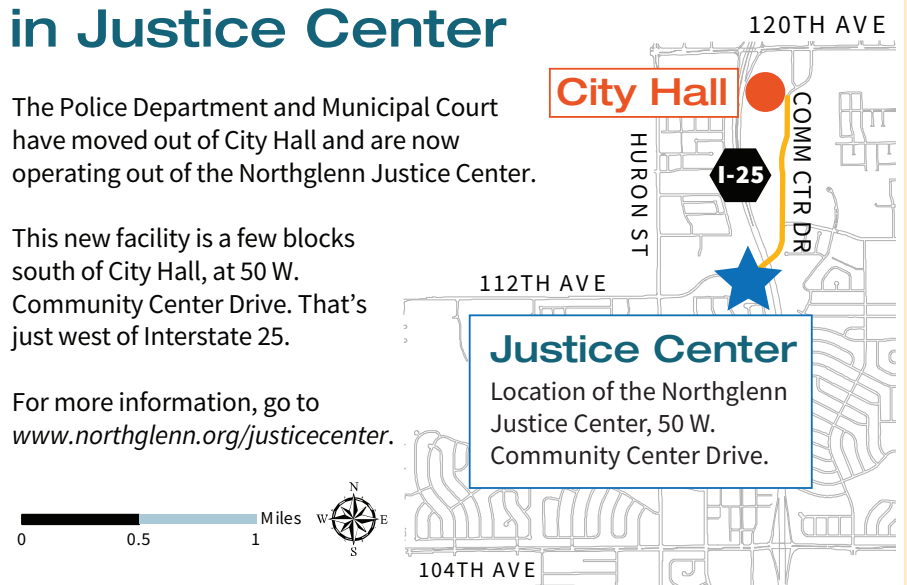 in Justice Center
The Police Department and Municipal Court
have moved out of City Hall and are now
operating out of the Northglenn Justice Center.
This new facility is a few blocks
south of City Hall, at 50 W.
Community Center Drive. That’s
just west of Interstate 25.
For more information, go to
www.northglenn.org/justicecenter.
0 0.5 1 Miles
N
W E
S
120TH AVE
City Hall
COMM CTR DR
HURON ST
I-25
112TH AVE
Justice Center
Location of the Northglenn
Justice Center, 50 W.
Community Center Drive.
104TH AVE